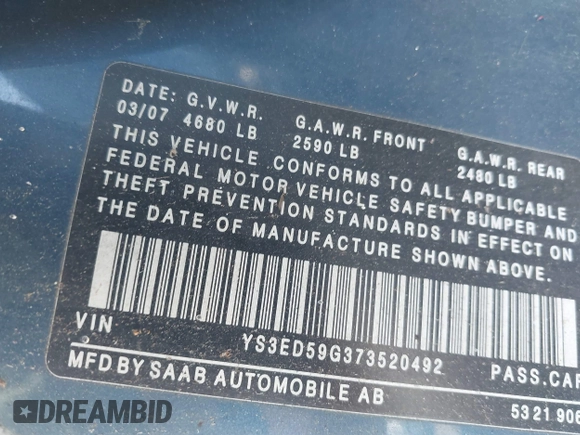 DATE: G.V.W.R. G.A.W.R. FRONT G.A.W.R. REAR
03/07 4680 LB 2590 LB 2480 LB
THIS VEHICLE CONFORMS TO ALL APPLICABLE
FEDERAL MOTOR VEHICLE SAFETY BUMPER AND
THEFT PREVENTION STANDARDS IN EFFECT ON
THE DATE OF MANUFACTURE SHOWN ABOVE.
VIN YS3ED59G373520492 PASS.CAR
MFD BY SAAB AUTOMOBILE AB 5321906
DREAMBID